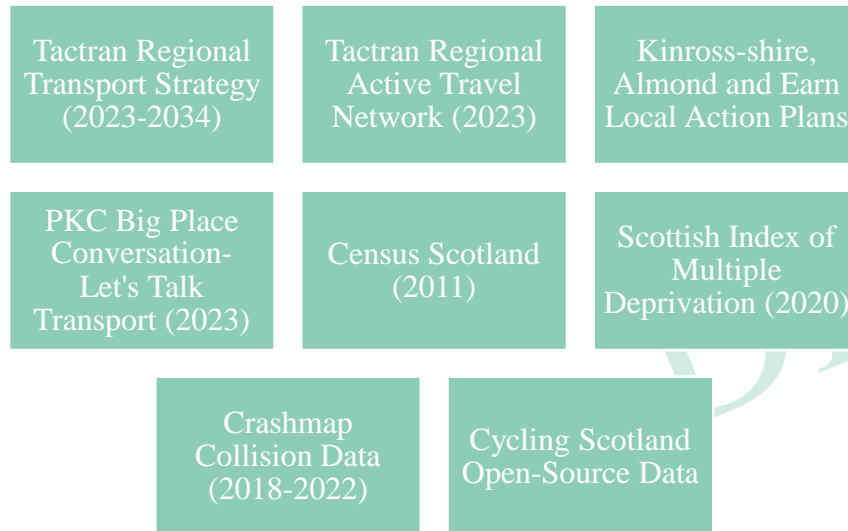 Tactran Regional
Transport Strategy
(2023-2034)
Tactran Regional
Active Travel
Network (2023)
Kinross-shire,
Almond and Earn
Local Action Plans
PKC Big Place
Conversation-
Let's Talk
Transport (2023)
Census Scotland
(2011)
Scottish Index of
Multiple
Deprivation (2020)
Crashmap
Collision Data
(2018-2022)
Cycling Scotland
Open-Source Data